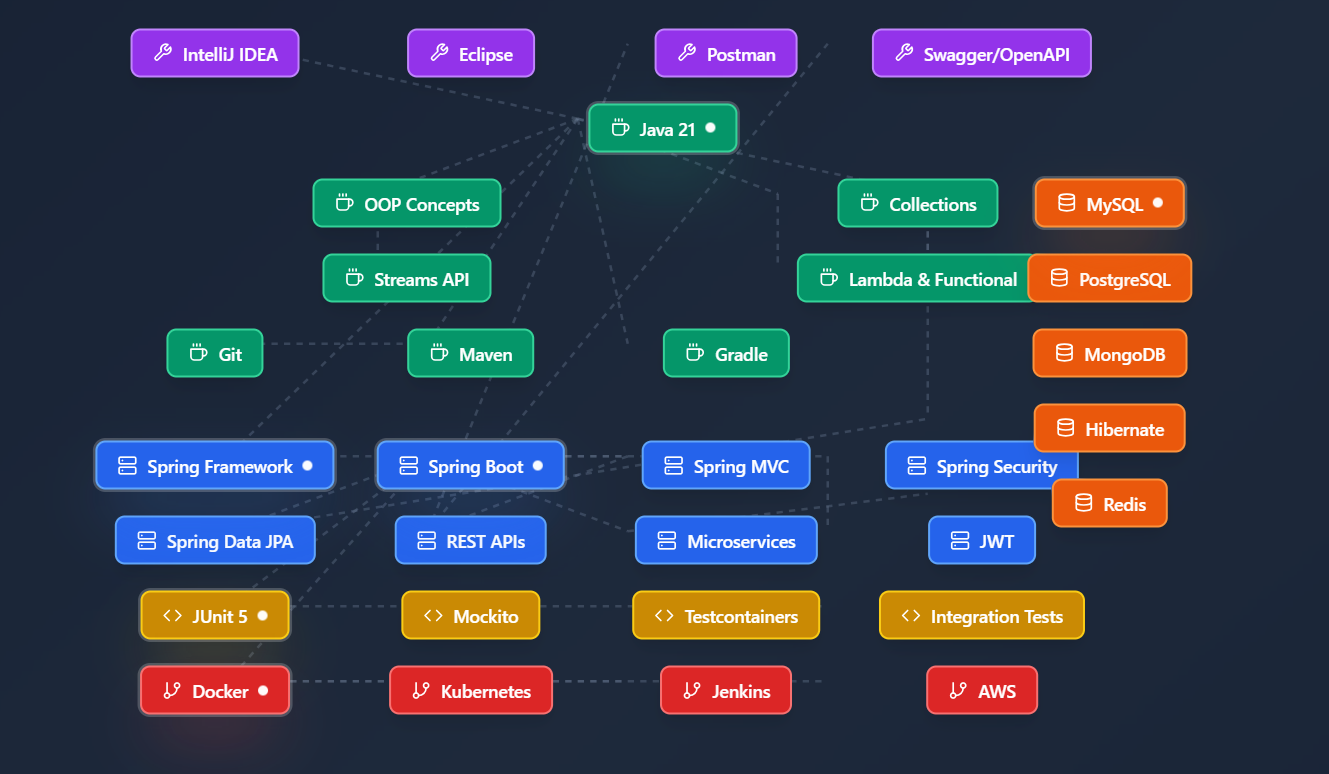 IntelliJ IDEA
Eclipse
Postman
Swagger/OpenAPI
Java 21
OOP Concepts
Collections
MySQL
Streams API
Lambda & Functional
PostgreSQL
Git
Maven
Gradle
MongoDB
Hibernate
Spring Framework
Spring Boot
Spring MVC
Spring Security
Redis
Spring Data JPA
REST APIs
Microservices
JWT
JUnit 5
Mockito
Testcontainers
Integration Tests
Docker
Kubernetes
Jenkins
AWS